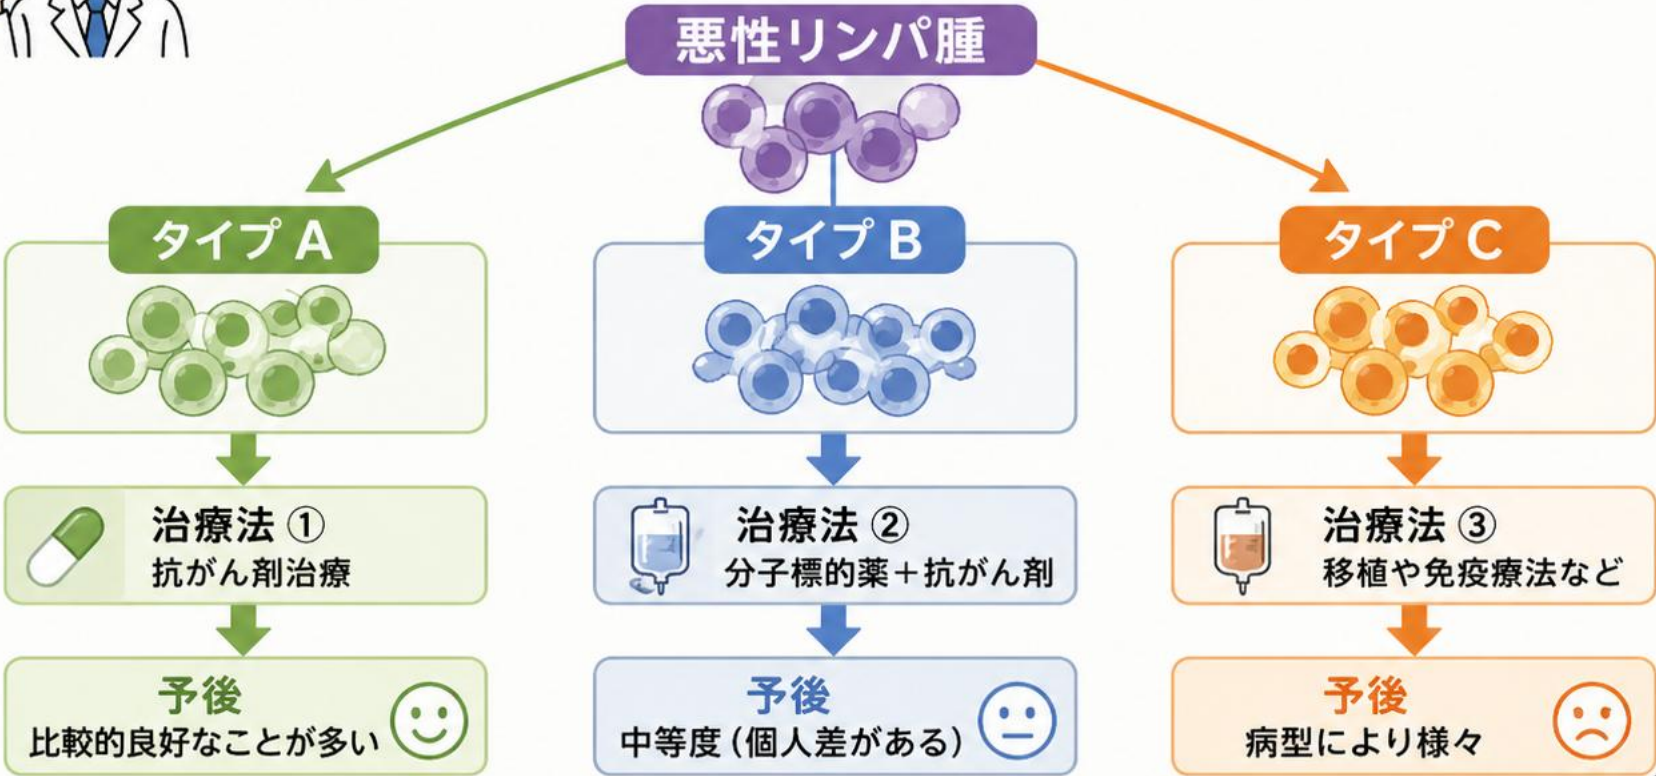 悪性リンパ腫
タイプ A
タイプ B
タイプ C
治療法 ①
抗がん剤治療
治療法 ②
分子標的薬＋抗がん剤
治療法 ③
移植や免疫療法など
予後
比較的良好なことが多い
予後
中等度（個人差がある）
予後
病型により様々